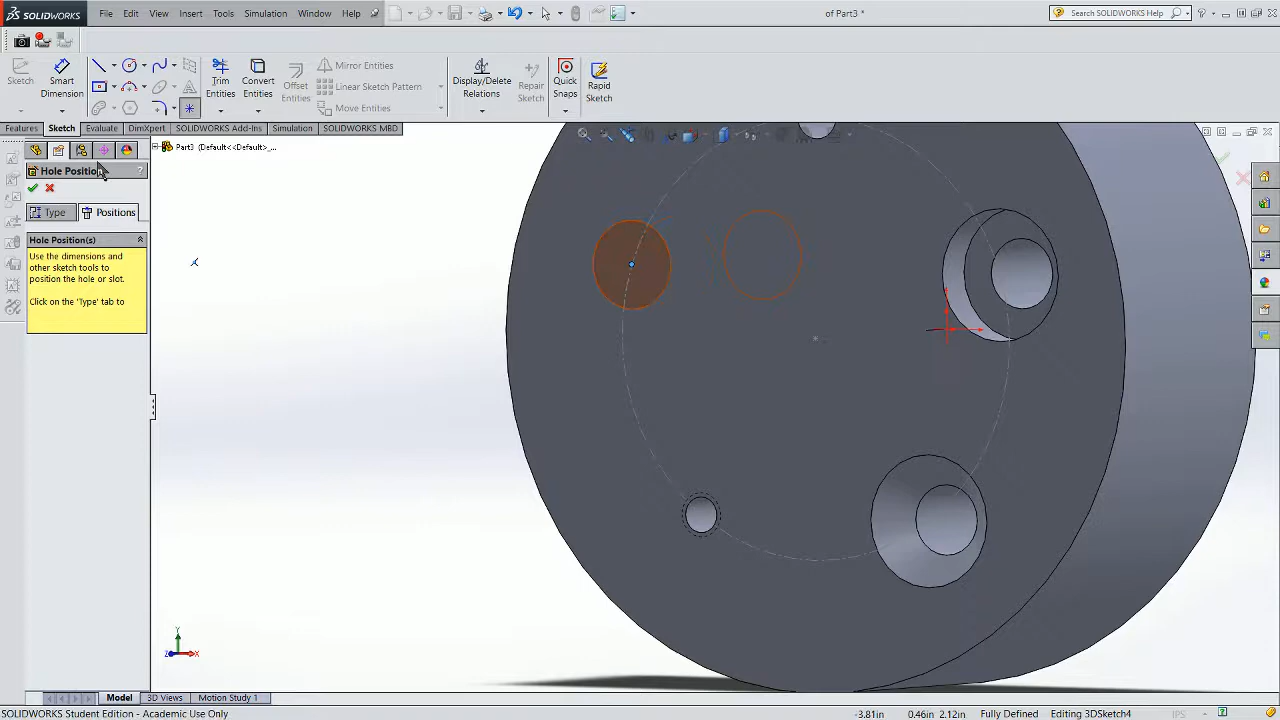 SOLIDWORKS File Edit View Insert Tools Simulation Window Help of Part3 * Search SOLIDWORKS Help
Sketch Smart Dimension Trim Entities Convert Entities Offset Entities Mirror Entities Linear Sketch Pattern Move Entities Display/Delete Relations Repair Sketch Quick Snaps Rapid Sketch
Features Sketch Evaluate DimXpert SOLIDWORKS Add-Ins Simulation SOLIDWORKS MBD
Part3 (Default<<Default>_...
Hole Position
Type Positions
Hole Position(s)
Use the dimensions and
other sketch tools to
position the hole or slot.
Click on the 'Type' tab to
Y
Z X
Model 3D Views Motion Study 1
SOLIDWORKS Student Edition - Academic Use Only -3.81in 0.46in 2.12in Fully Defined Editing 3DSketch4 IPS